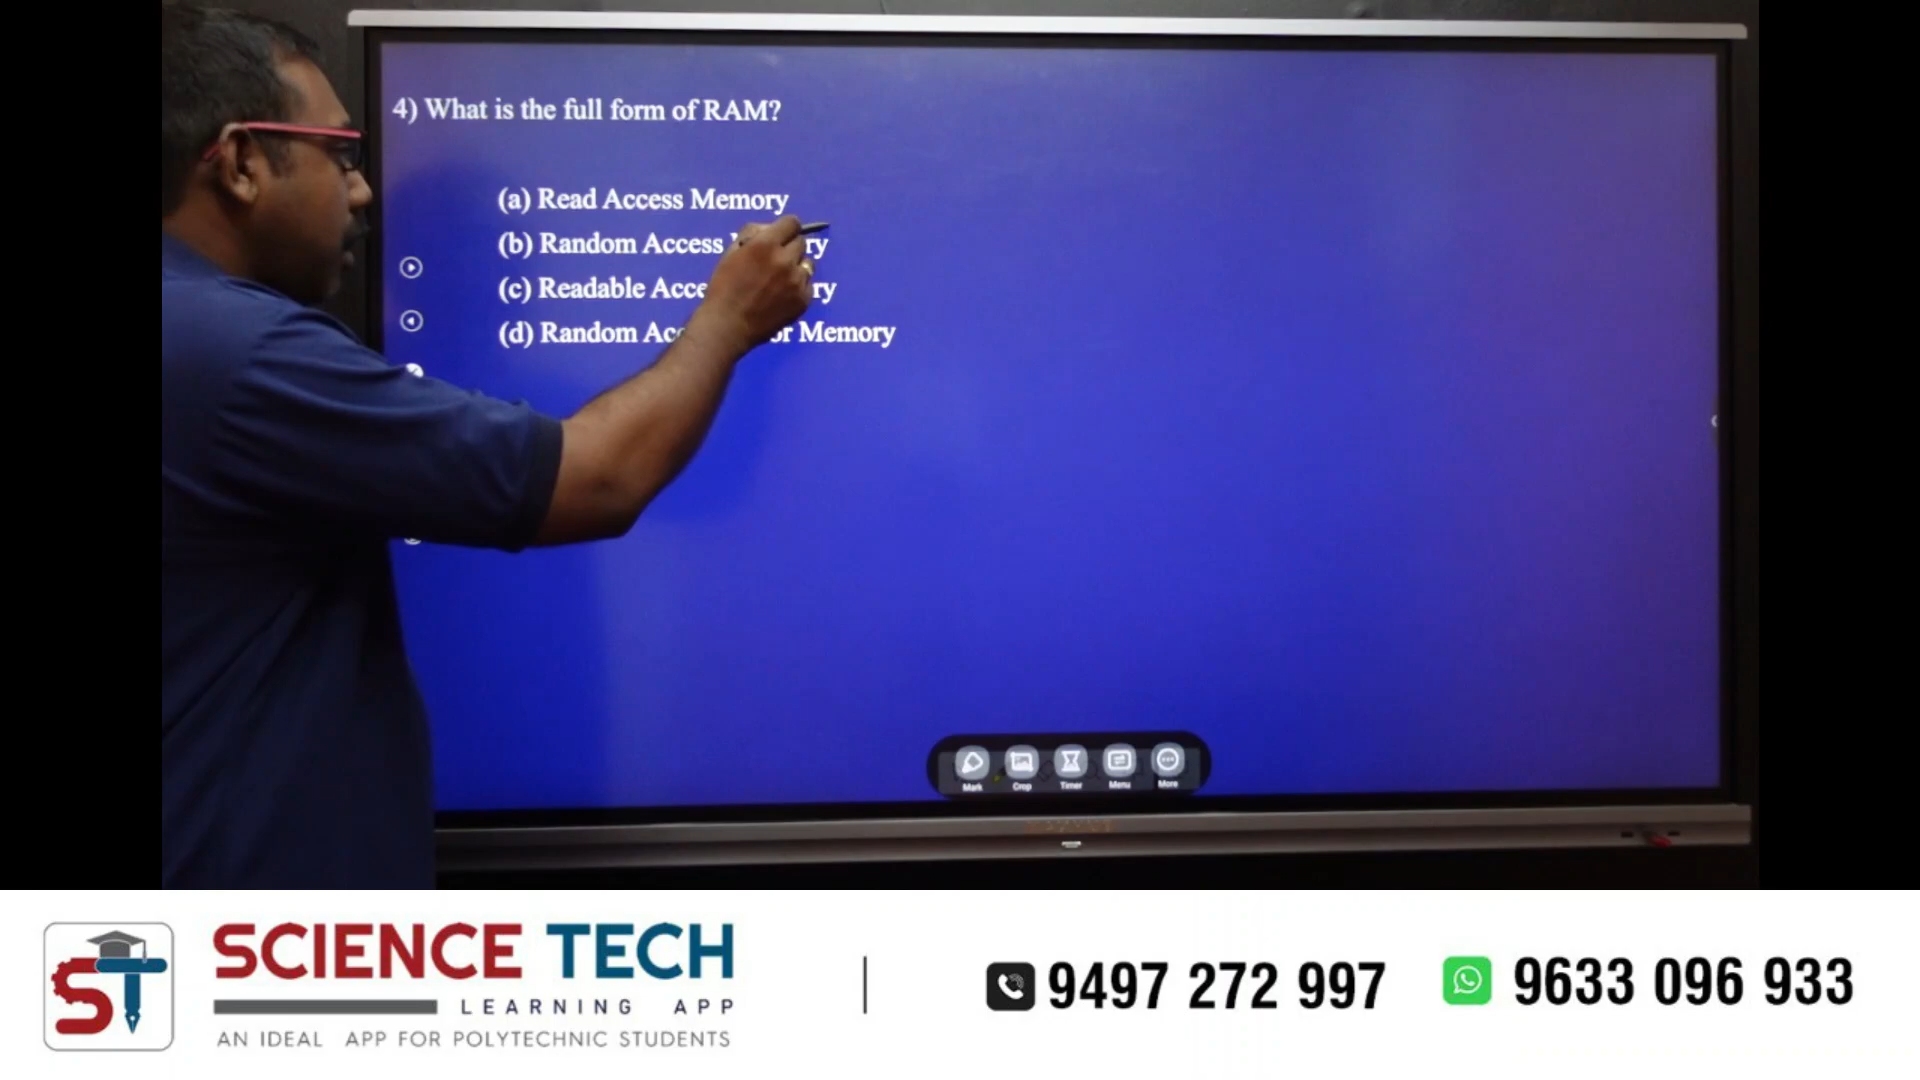 4) What is the full form of RAM?
(a) Read Access Memory
(b) Random Access ry
(c) Readable Acce ry
(d) Random Ac or Memory
Mark Crop Timer Menu More
ST
SCIENCE TECH
LEARNING APP
AN IDEAL APP FOR POLYTECHNIC STUDENTS
9497 272 997
9633 096 933